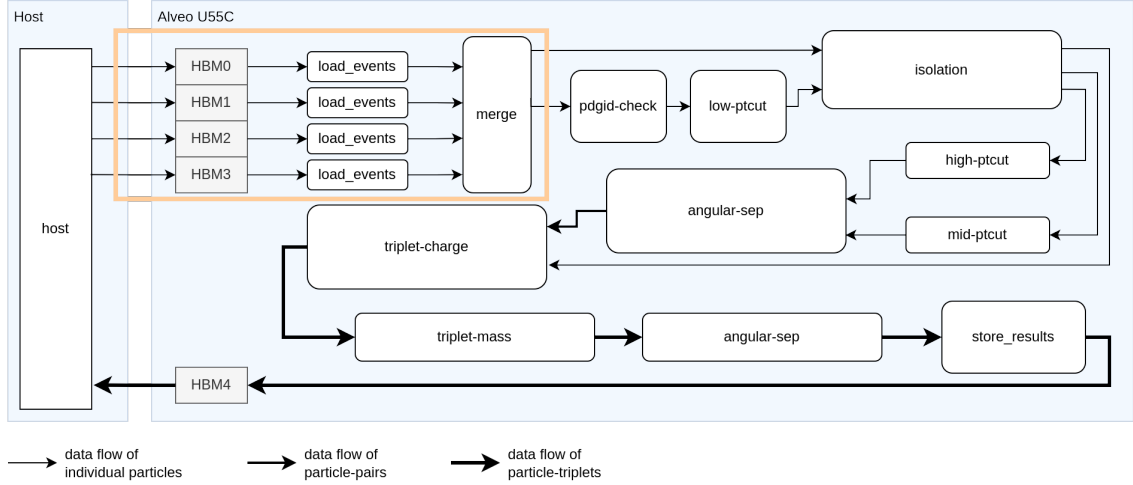 Host
Alveo U55C
host
HBM0
HBM1
HBM2
HBM3
load_events
load_events
load_events
load_events
merge
pdgid-check
low-ptcut
isolation
high-ptcut
mid-ptcut
angular-sep
triplet-charge
triplet-mass
angular-sep
store_results
HBM4
data flow of
individual particles
data flow of
particle-pairs
data flow of
particle-triplets